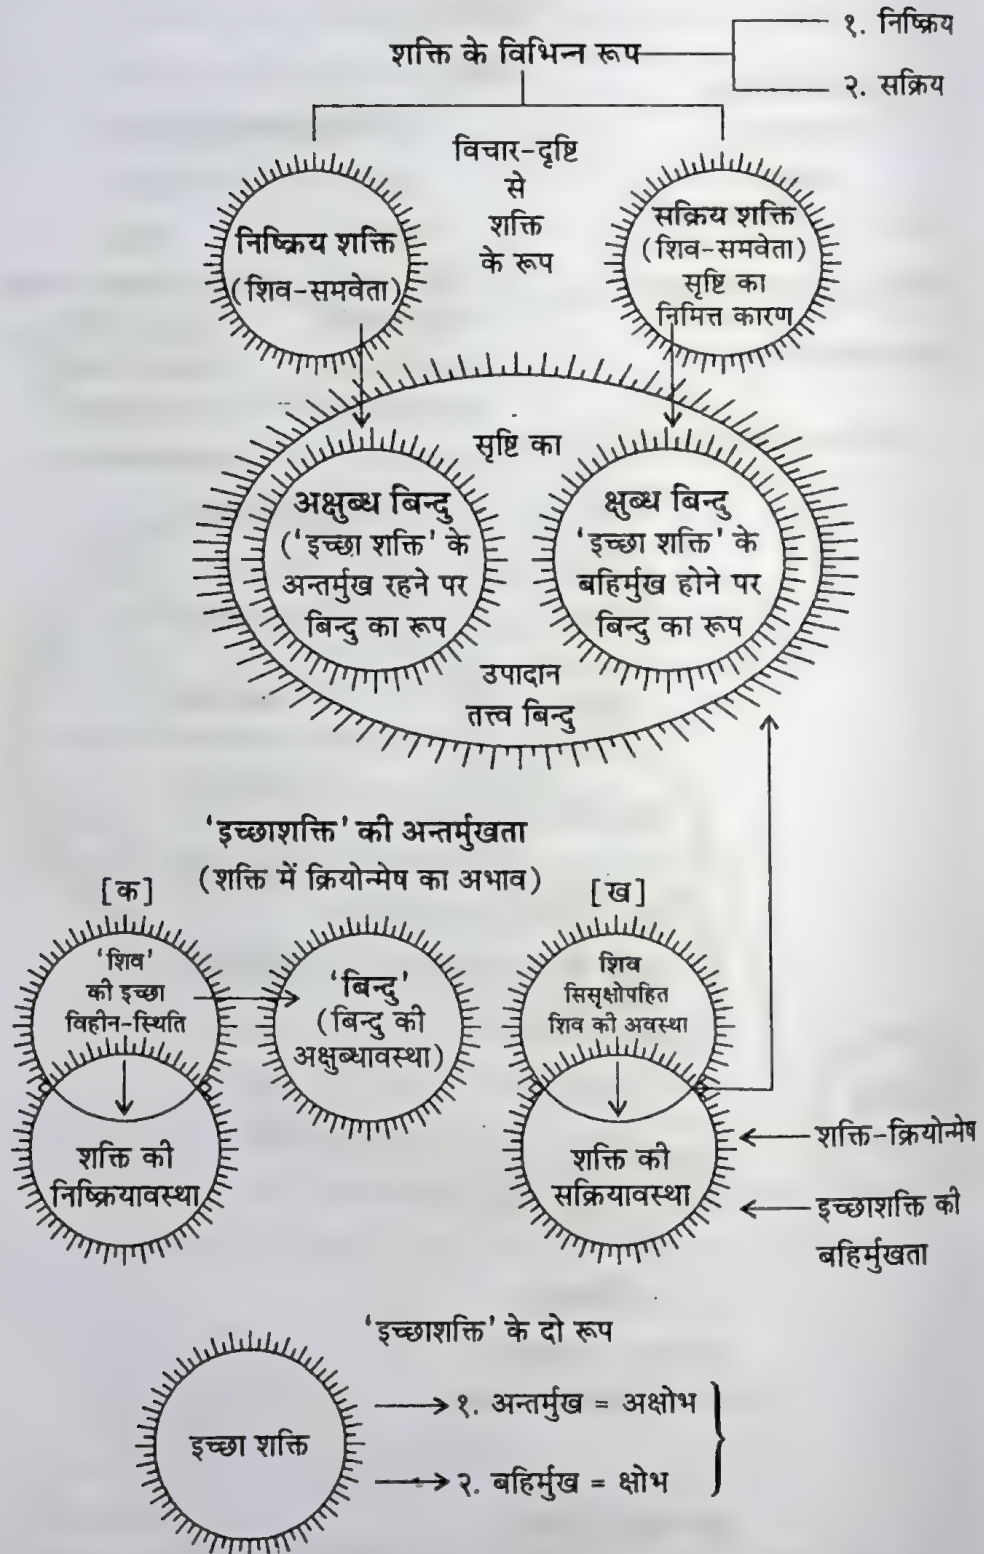 शक्ति के विभिन्न रूप
१. निष्क्रिय
२. सक्रिय
विचार-दृष्टि
से
शक्ति
के रूप
निष्क्रिय शक्ति
(शिव-समवेता)
सक्रिय शक्ति
(शिव-समवेता)
सृष्टि का
निमित्त कारण
सृष्टि का
अक्षुब्ध बिन्दु
('इच्छा शक्ति' के
अन्तर्मुख रहने पर
बिन्दु का रूप
क्षुब्ध बिन्दु
'इच्छा शक्ति' के
बहिर्मुख होने पर
बिन्दु का रूप
उपादान
तत्त्व बिन्दु
'इच्छाशक्ति' की अन्तर्मुखता
(शक्ति में क्रियोन्मेष का अभाव)
[क]
'शिव'
की इच्छा
विहीन-स्थिति
शक्ति की
निष्क्रियावस्था
'बिन्दु'
(बिन्दु की
अक्षुब्धावस्था)
[ख]
शिव
सिसृक्षोपहित
शिव की अवस्था
शक्ति की
सक्रियावस्था
शक्ति-क्रियोन्मेष
इच्छाशक्ति की
बहिर्मुखता
'इच्छाशक्ति' के दो रूप
इच्छा शक्ति
१. अन्तर्मुख = अक्षोभ
२. बहिर्मुख = क्षोभ